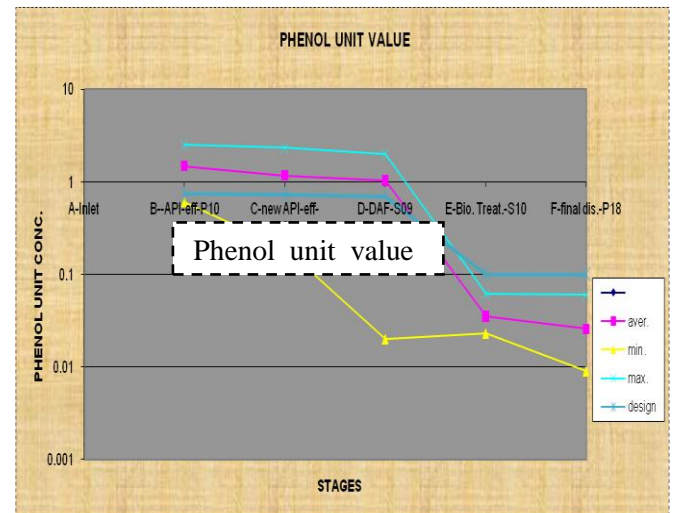 PHENOL UNIT VALUE
10
1
A-Inlet B--API-eff-P10 C-new API-eff- D-DAF-S09 E-Bio. Treat.-S10 F-final dis.-P18
Phenol unit value
0.1
0.01
0.001
PHENOL UNIT CONC.
STAGES
aver.
min.
max.
design